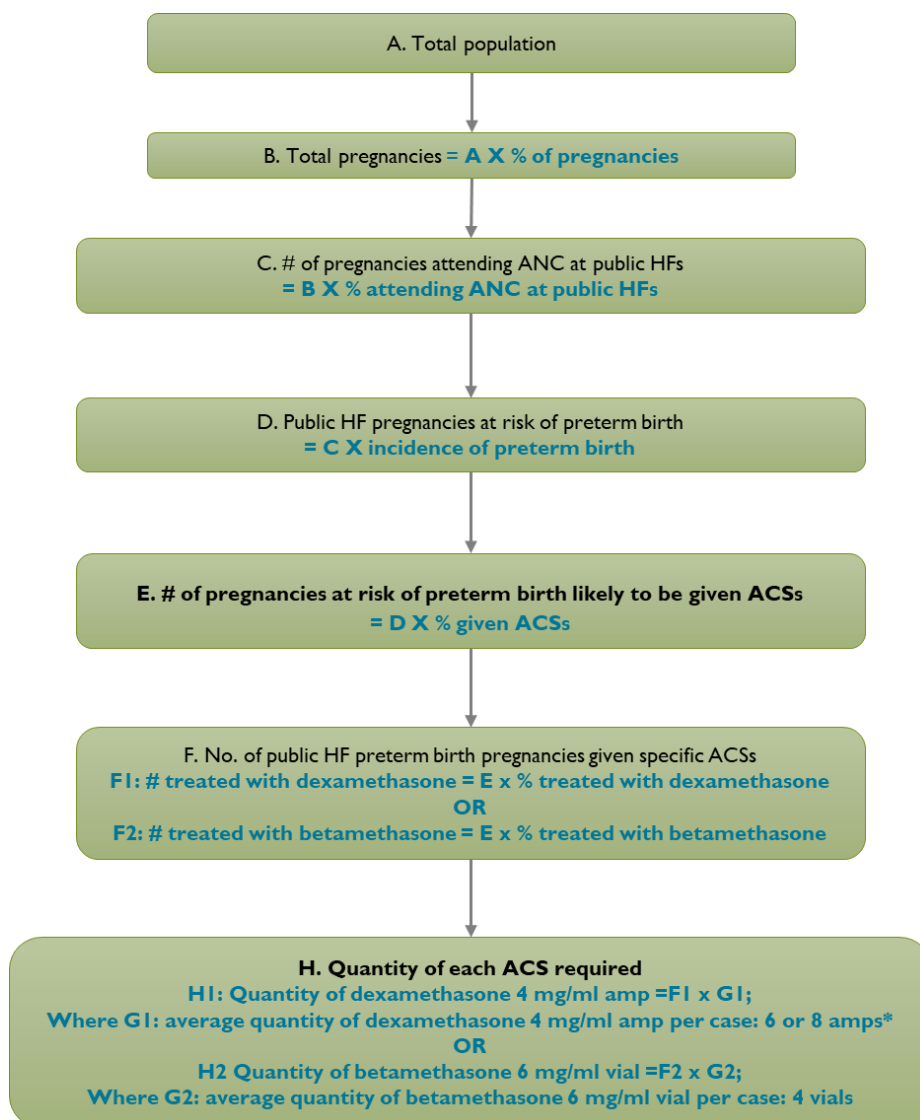 A. Total population
B. Total pregnancies = A X % of pregnancies
C. # of pregnancies attending ANC at public HFs
= B X % attending ANC at public HFs
D. Public HF pregnancies at risk of preterm birth
= C X incidence of preterm birth
E. # of pregnancies at risk of preterm birth likely to be given ACSs
= D X % given ACSs
F. No. of public HF preterm birth pregnancies given specific ACSs
F1: # treated with dexamethasone = E x % treated with dexamethasone
OR
F2: # treated with betamethasone = E x % treated with betamethasone
H. Quantity of each ACS required
H1: Quantity of dexamethasone 4 mg/ml amp =F1 x G1;
Where G1: average quantity of dexamethasone 4 mg/ml amp per case: 6 or 8 amps*
OR
H2 Quantity of betamethasone 6 mg/ml vial =F2 x G2;
Where G2: average quantity of betamethasone 6 mg/ml vial per case: 4 vials